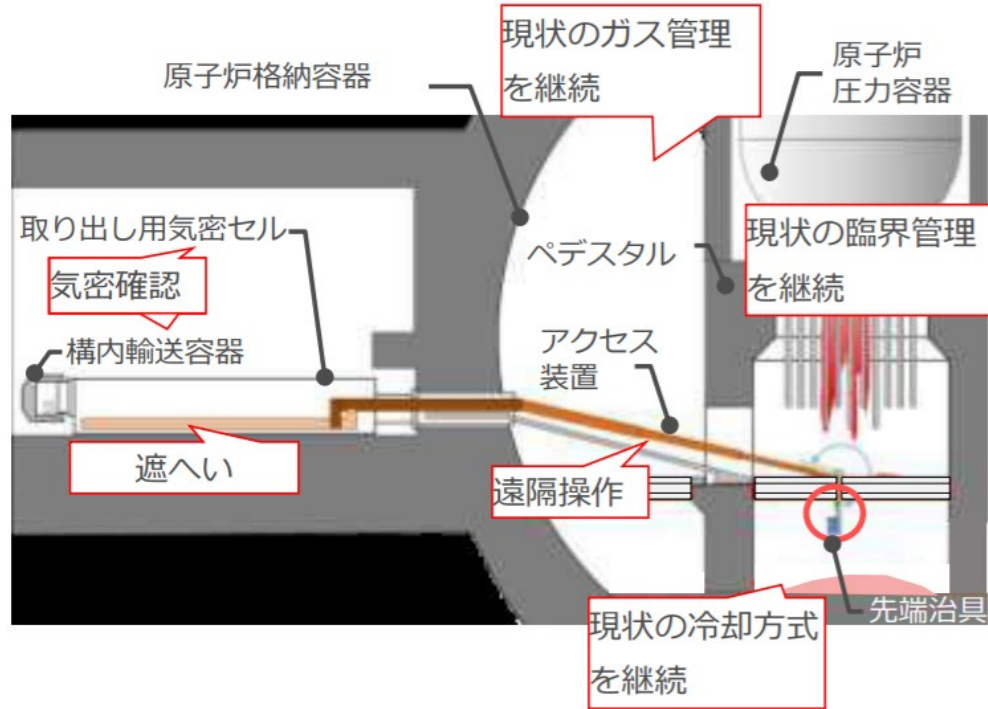 現状のガス管理
を継続
原子炉格納容器
原子炉
圧力容器
取り出し用気密セル
気密確認
ペデスタル
現状の臨界管理
を継続
構内輸送容器
アクセス
装置
遮へい
遠隔操作
先端治具
現状の冷却方式
を継続